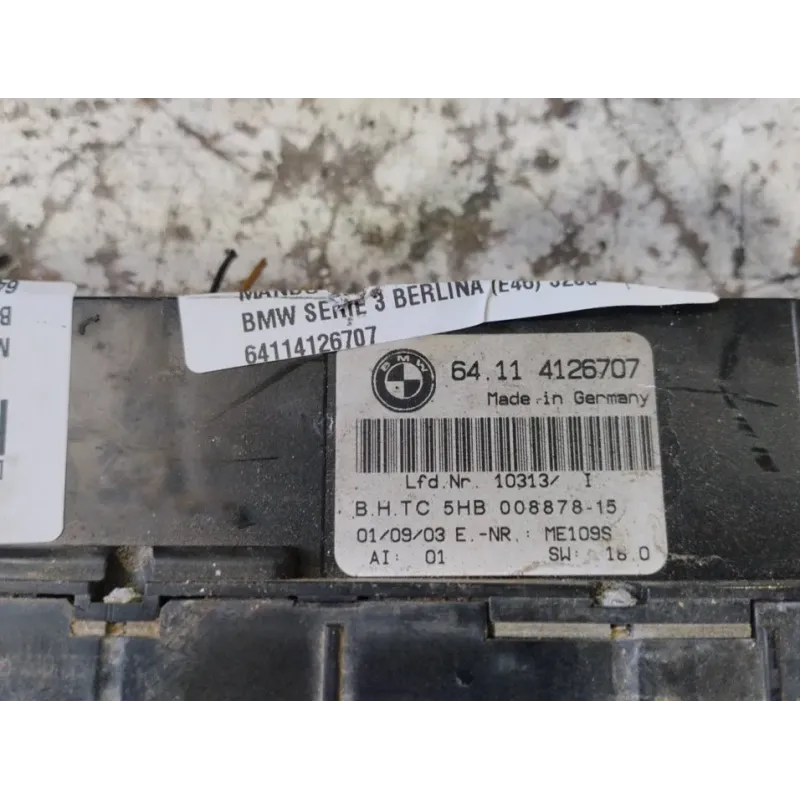 BMW SERIE 3 BERLINA (E46)
64114126707
BMW
64.11 4126707
Made in Germany
Lfd.Nr. 10313/ I
B.H.TC 5HB 008878-15
01/09/03 E.-NR.: ME109S
AI: 01 SW: 18.0